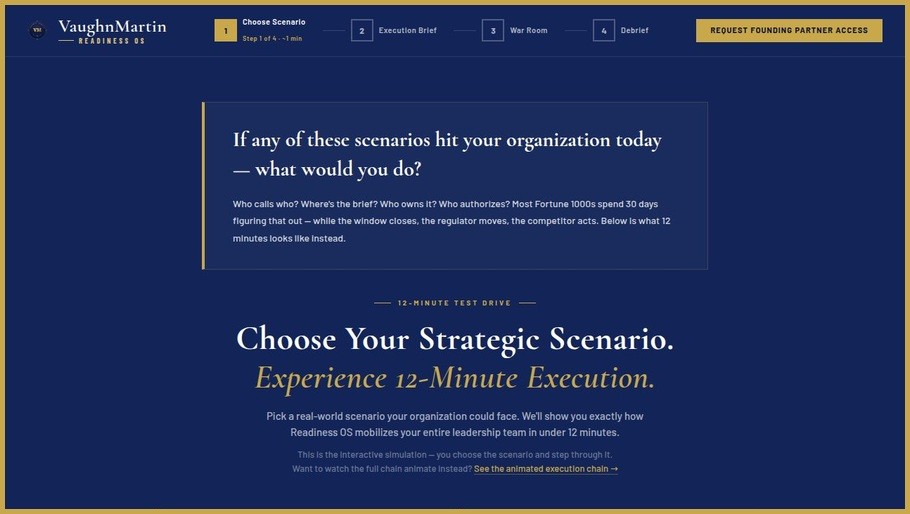 VM
VaughnMartin
READINESS OS
1
Choose Scenario
Step 1 of 4 · ~1 min
2
Execution Brief
3
War Room
4
Debrief
REQUEST FOUNDING PARTNER ACCESS
If any of these scenarios hit your organization today
— what would you do?
Who calls who? Where's the brief? Who owns it? Who authorizes? Most Fortune 1000s spend 30 days
figuring that out — while the window closes, the regulator moves, the competitor acts. Below is what 12
minutes looks like instead.
12-MINUTE TEST DRIVE
Choose Your Strategic Scenario.
Experience 12-Minute Execution.
Pick a real-world scenario your organization could face. We'll show you exactly how
Readiness OS mobilizes your entire leadership team in under 12 minutes.
This is the interactive simulation — you choose the scenario and step through it.
Want to watch the full chain animate instead? See the animated execution chain →